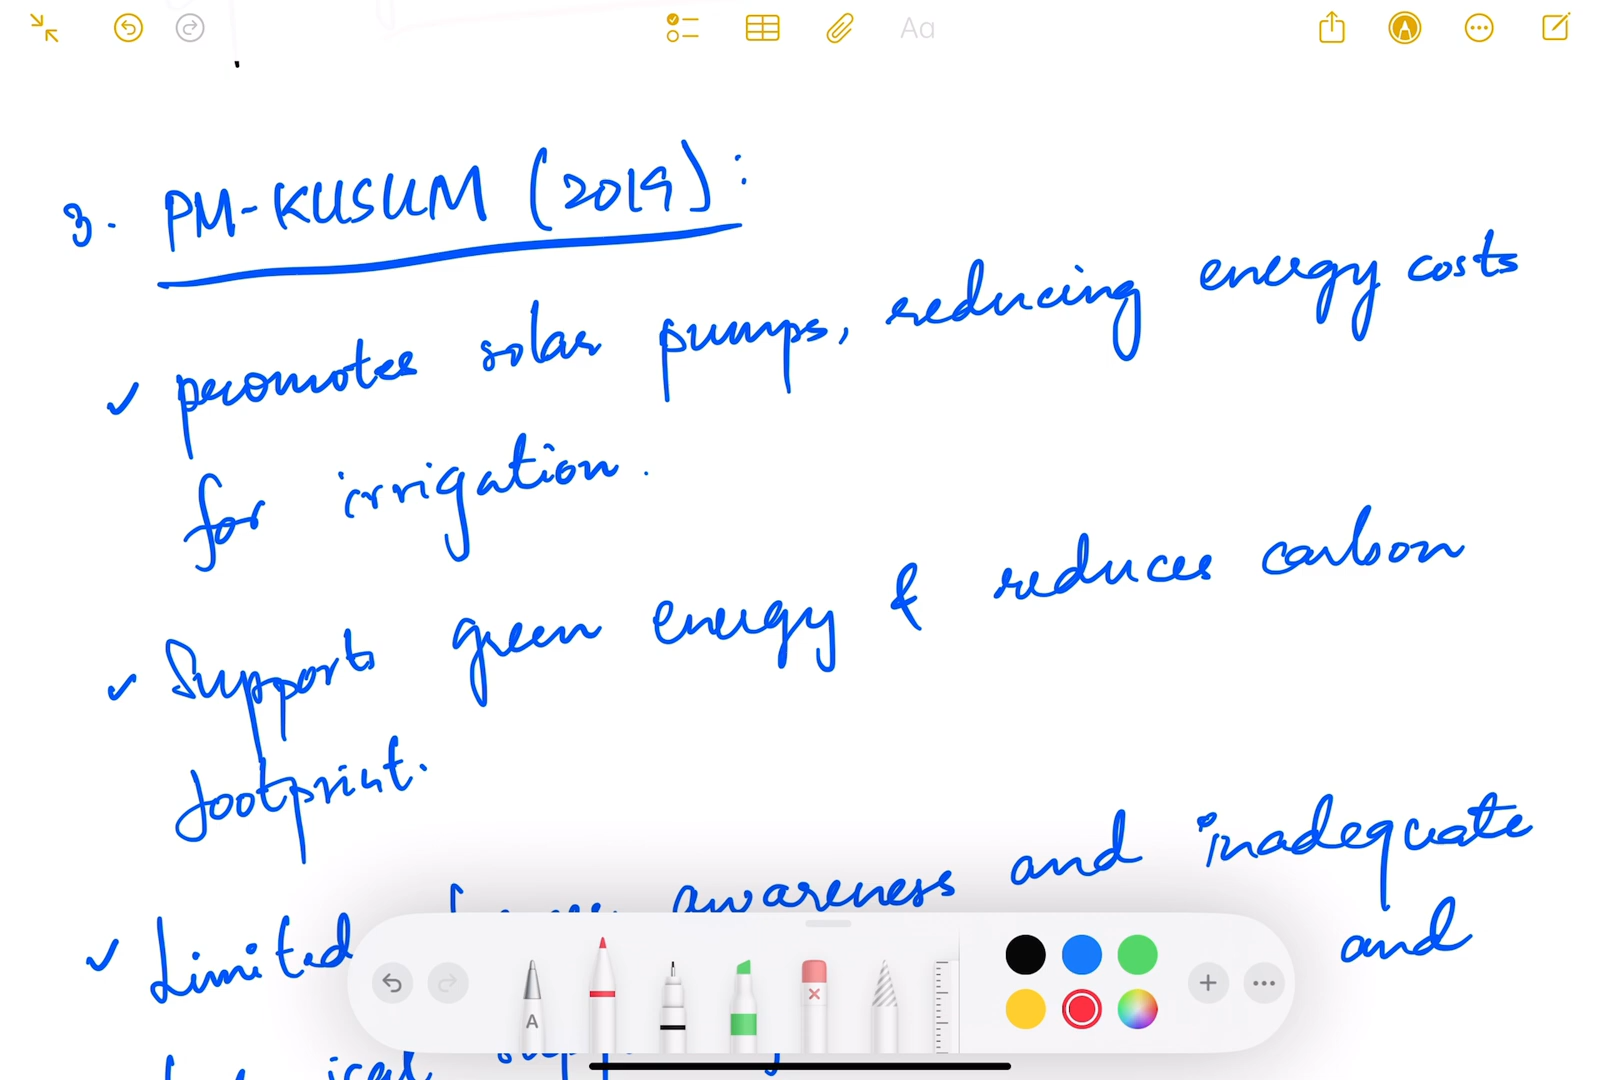 Aa
3. PM-KUSUM (2019):
✓ promotes solar pumps, reducing energy costs
for irrigation.
✓ Supports green energy & reduces carbon
footprint.
✓ Limited awareness and inadequate
and
A